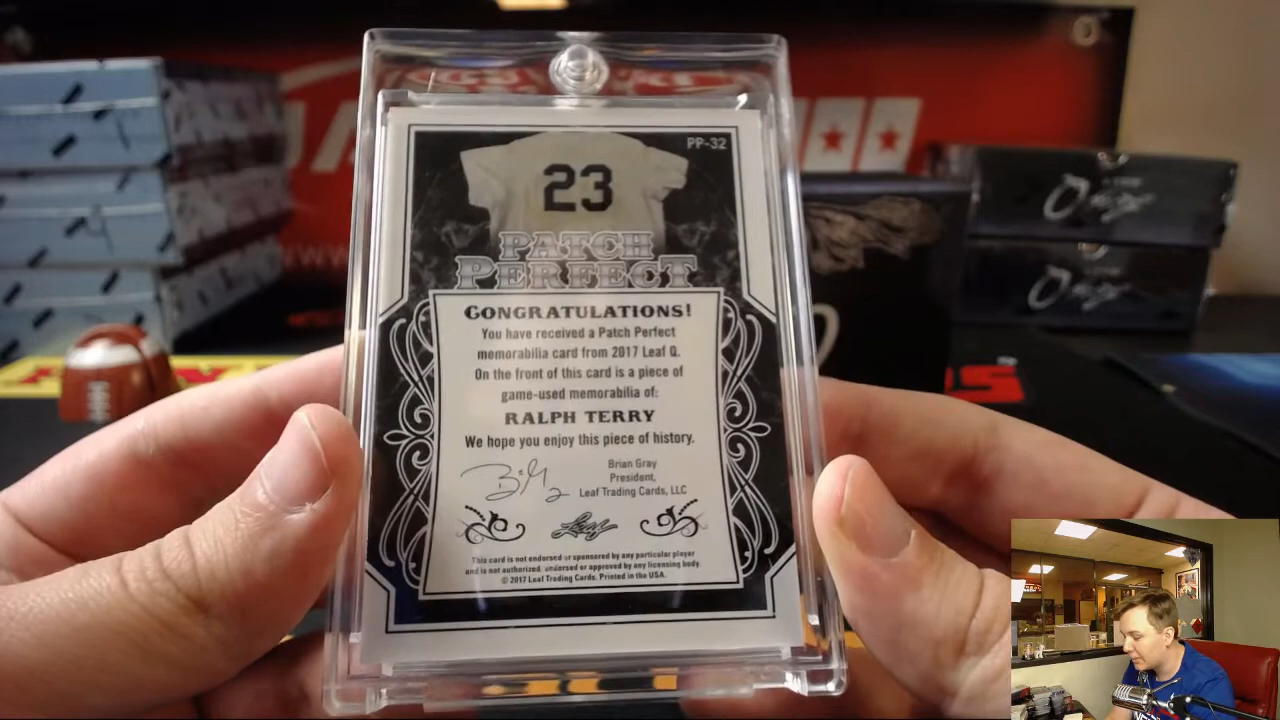 PP-32
23
PATCH
PERFECT
CONGRATULATIONS!
You have received a Patch Perfect
memorabilia card from 2017 Leaf Q.
On the front of this card is a piece of
game-used memorabilia of:
RALPH TERRY
We hope you enjoy this piece of history.
Brian Gray
President,
Leaf Trading Cards, LLC
Leaf
This card is not endorsed or sponsored by any particular player
and is not authorized, endorsed or approved by any licensing body.
© 2017 Leaf Trading Cards. Printed in the USA.